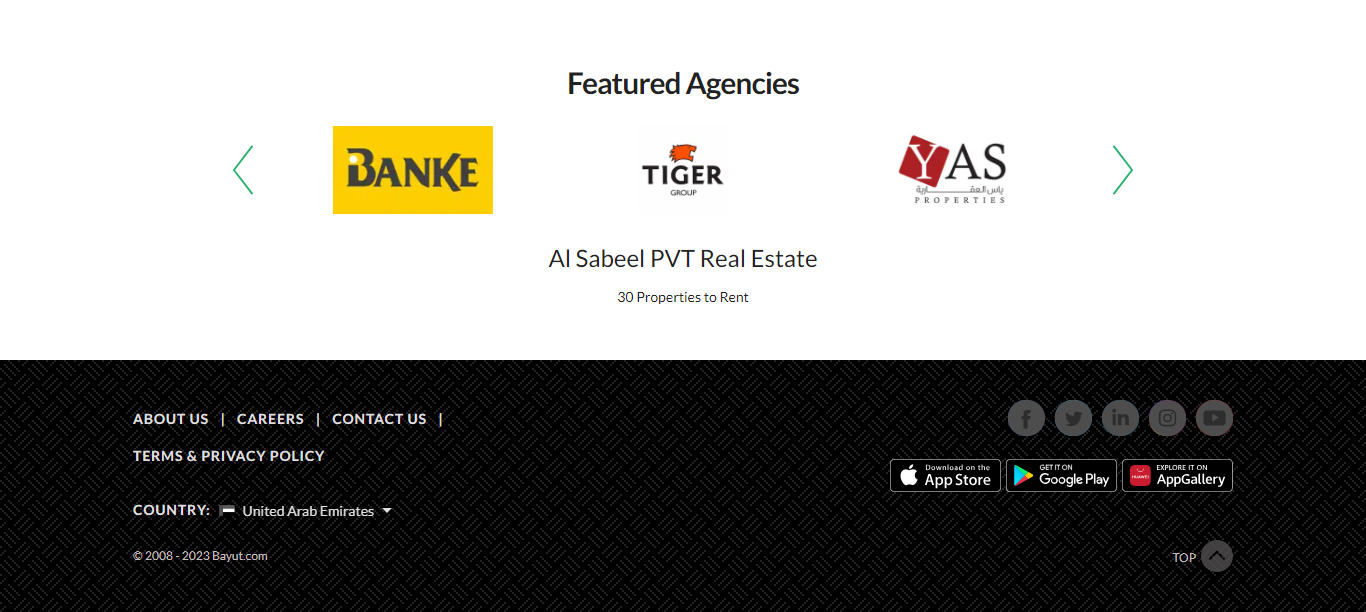 Featured Agencies
BANKE
TIGER
GROUP
YAS
ياس العقارية
PROPERTIES
Al Sabeel PVT Real Estate
30 Properties to Rent
ABOUT US | CAREERS | CONTACT US |
TERMS & PRIVACY POLICY
COUNTRY: United Arab Emirates
© 2008 - 2023 Bayut.com
Download on the
App Store
GET IT ON
Google Play
HUAWEI
EXPLORE IT ON
AppGallery
TOP